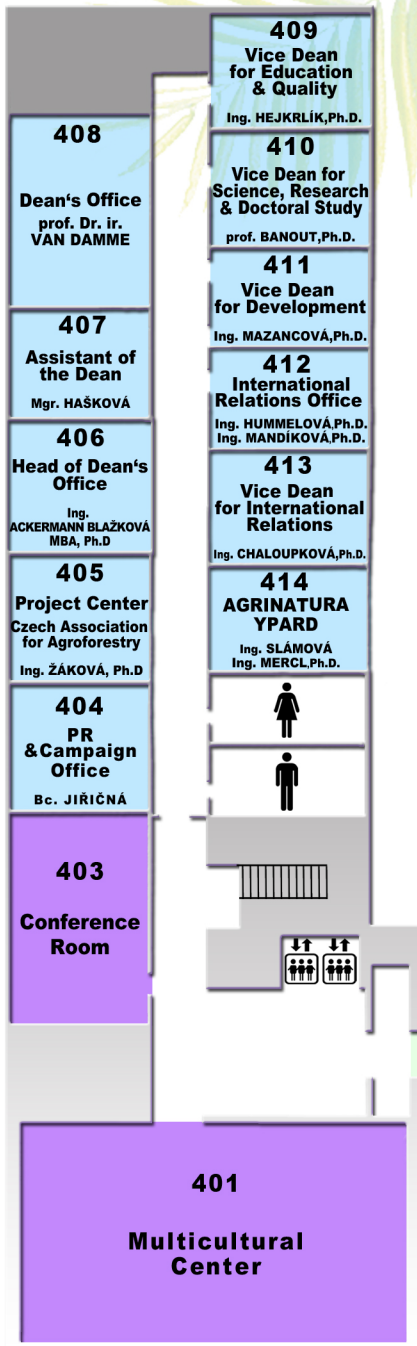 409
Vice Dean
for Education
& Quality
Ing. HEJKRLÍK,Ph.D.
408
Dean's Office
prof. Dr. ir.
VAN DAMME
410
Vice Dean for
Science, Research
& Doctoral Study
prof. BANOUT,Ph.D.
411
Vice Dean
for Development
Ing. MAZANCOVÁ,Ph.D.
407
Assistant of
the Dean
Mgr. HAŠKOVÁ
412
International
Relations Office
Ing. HUMMELOVÁ,Ph.D.
Ing. MANDÍKOVÁ,Ph.D.
406
Head of Dean's
Office
Ing.
ACKERMANN BLAŽKOVÁ
MBA, Ph.D
413
Vice Dean
for International
Relations
Ing. CHALOUPKOVÁ,Ph.D.
405
Project Center
Czech Association
for Agroforestry
Ing. ŽÁKOVÁ, Ph.D
414
AGRINATURA
YPARD
Ing. SLÁMOVÁ
Ing. MERCL,Ph.D.
404
PR
&Campaign
Office
Bc. JIŘIČNÁ
403
Conference
Room
401
Multicultural
Center